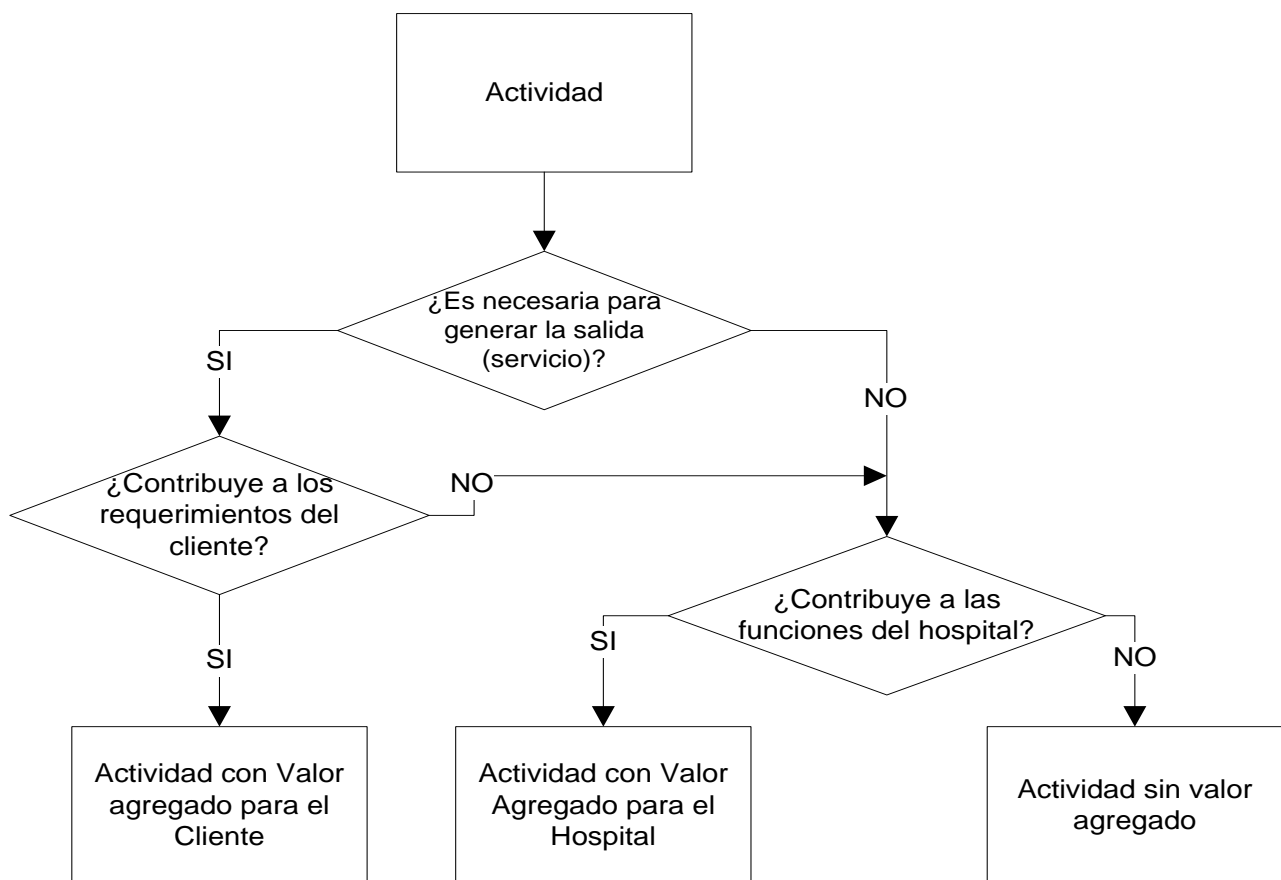 Actividad
¿Es necesaria para
generar la salida
(servicio)?
SI
NO
¿Contribuye a los
requerimientos del
cliente?
NO
¿Contribuye a las
funciones del hospital?
SI
SI
NO
Actividad con Valor
agregado para el
Cliente
Actividad con Valor
Agregado para el
Hospital
Actividad sin valor
agregado